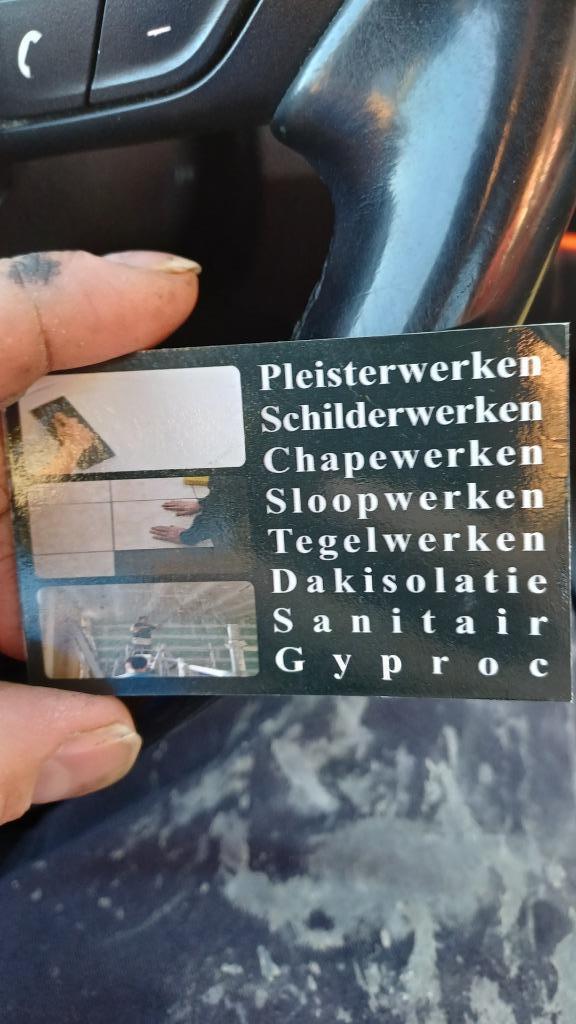 Pleisterwerken
Schilderwerken
Chapewerken
Sloopwerken
Tegelwerken
Dakisolatie
Sanitair
Gyproc